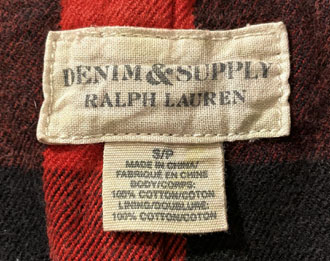 DENIM & SUPPLY
RALPH LAUREN
S/P
MADE IN CHINA/
FABRIQUÉ EN CHINE
BODY/CORPS:
100% COTTON/COTON
LINING/DOUBLURE:
100% COTTON/COTON